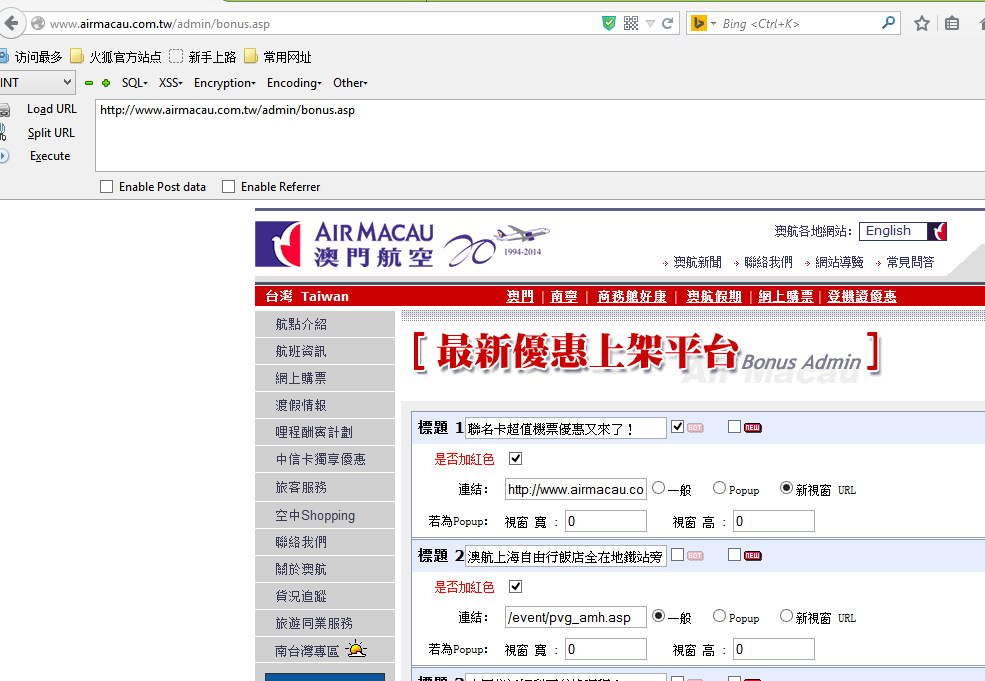 www.airmacau.com.tw/admin/bonus.asp
Bing <Ctrl+K>
访问最多 火狐官方站点 新手上路 常用网址
INT SQL- XSS- Encryption- Encoding- Other-
Load URL
http://www.airmacau.com.tw/admin/bonus.asp
Split URL
Execute
Enable Post data Enable Referrer
AIR MACAU
澳門航空
20
1994-2014
澳航各地網站: English
澳航新聞 聯絡我們 網站導覽 常見問答
台灣 Taiwan
澳門 | 南寧 | 商務艙好康 | 澳航假期 | 網上購票 | 登機證優惠
航點介紹
航班資訊
網上購票
渡假情報
哩程酬賓計劃
中信卡獨享優惠
旅客服務
空中Shopping
聯絡我們
關於澳航
貨況追蹤
旅遊同業服務
南台灣專區
[ 最新優惠上架平台 Bonus Admin ]
Air Macau
標題 1 聯名卡超值機票優惠又來了！ HOT NEW
是否加紅色
連結: http://www.airmacau.co 一般 Popup 新視窗 URL
若為Popup: 視窗 寬 : 0 視窗 高 : 0
標題 2 澳航上海自由行飯店全在地鐵站旁 HOT NEW
是否加紅色
連結: /event/pvg_amh.asp 一般 Popup 新視窗 URL
若為Popup: 視窗 寬 : 0 視窗 高 : 0